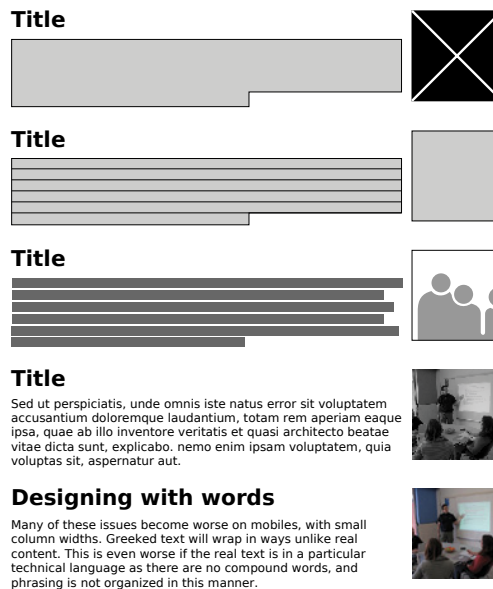 Title
Title
Title
Title
Sed ut perspiciatis, unde omnis iste natus error sit voluptatem
accusantium doloremque laudantium, totam rem aperiam eaque
ipsa, quae ab illo inventore veritatis et quasi architecto beatae
vitae dicta sunt, explicabo. nemo enim ipsam voluptatem, quia
voluptas sit, aspernatur aut.
Designing with words
Many of these issues become worse on mobiles, with small
column widths. Greeked text will wrap in ways unlike real
content. This is even worse if the real text is in a particular
technical language as there are no compound words, and
phrasing is not organized in this manner.